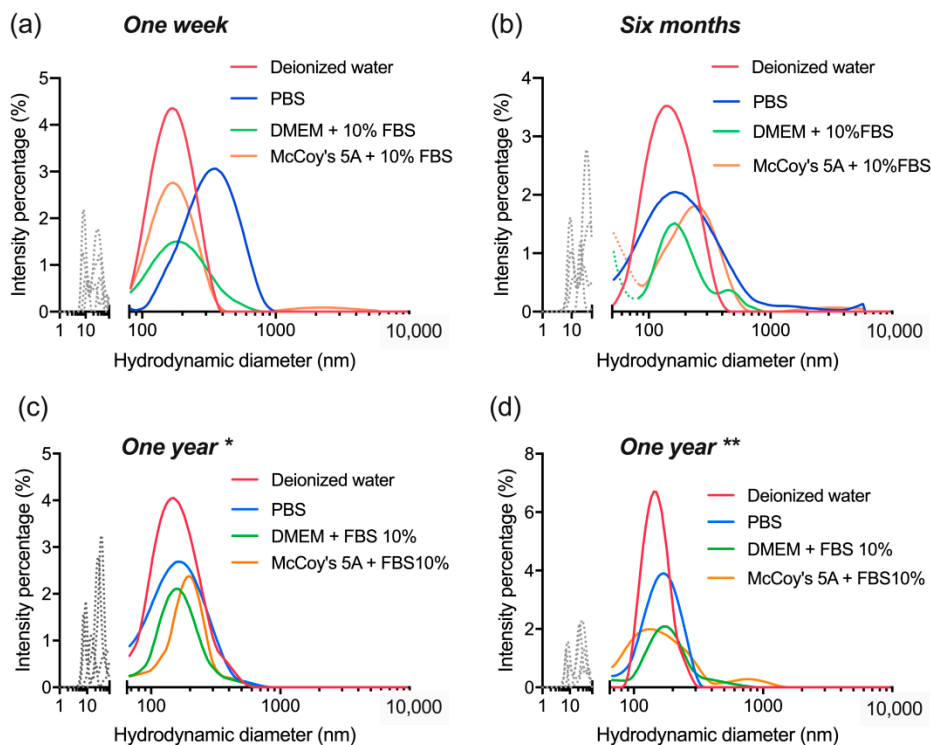 (a)
One week
Deionized water
PBS
DMEM + 10% FBS
McCoy's 5A + 10% FBS
Intensity percentage (%)
5
4
3
2
1
0
1
10
100
1000
10,000
Hydrodynamic diameter (nm)
(b)
Six months
Deionized water
PBS
DMEM + 10%FBS
McCoy's 5A + 10%FBS
Intensity percentage (%)
4
3
2
1
0
1
10
100
1000
10,000
Hydrodynamic diameter (nm)
(c)
One year *
Deionized water
PBS
DMEM + FBS 10%
McCoy's 5A + FBS10%
Intensity percentage (%)
5
4
3
2
1
0
1
10
100
1000
10,000
Hydrodynamic diameter (nm)
(d)
One year **
Deionized water
PBS
DMEM + FBS 10%
McCoy's 5A + FBS10%
Intensity percentage (%)
8
6
4
2
0
1
10
100
1000
10,000
Hydrodynamic diameter (nm)